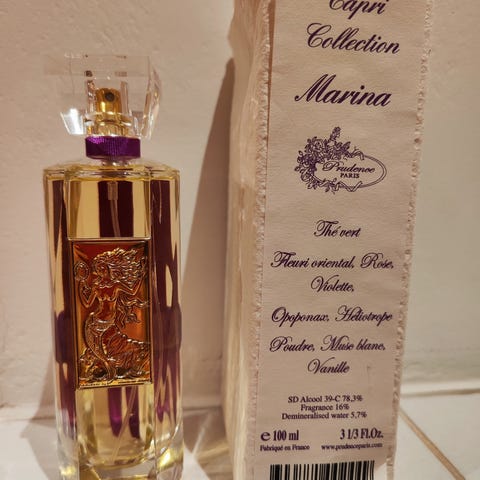 Capri
Collection
Marina
Prudence
PARIS
Thé vert
Fleuri oriental, Rose,
Violette,
Opoponax, Héliotrope
Poudre, Musc blanc,
Vanille
SD Alcool 39-C 78,3%
Fragrance 16%
Demineralised water 5,7%
e 100 ml 3 1/3 Fl.Oz.
Fabriqué en France www.prudenceparis.com